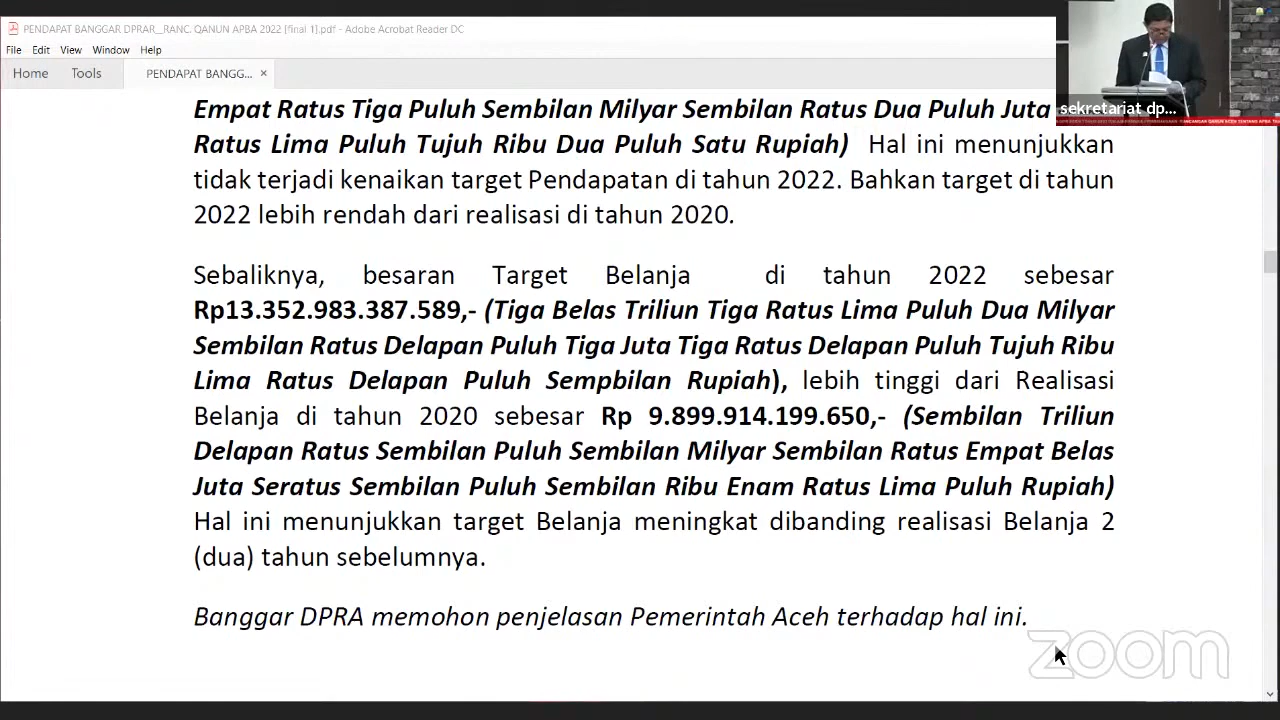 PENDAPAT BANGGAR DPRAR__RANC. QANUN APBA 2022 [final 1].pdf - Adobe Acrobat Reader DC
File Edit View Window Help
Home Tools PENDAPAT BANGG... ×
sekretariat dp...
Empat Ratus Tiga Puluh Sembilan Milyar Sembilan Ratus Dua Puluh Juta
Ratus Lima Puluh Tujuh Ribu Dua Puluh Satu Rupiah) Hal ini menunjukkan
tidak terjadi kenaikan target Pendapatan di tahun 2022. Bahkan target di tahun
2022 lebih rendah dari realisasi di tahun 2020.
Sebaliknya, besaran Target Belanja di tahun 2022 sebesar
Rp13.352.983.387.589,- (Tiga Belas Triliun Tiga Ratus Lima Puluh Dua Milyar
Sembilan Ratus Delapan Puluh Tiga Juta Tiga Ratus Delapan Puluh Tujuh Ribu
Lima Ratus Delapan Puluh Sempbilan Rupiah), lebih tinggi dari Realisasi
Belanja di tahun 2020 sebesar Rp 9.899.914.199.650,- (Sembilan Triliun
Delapan Ratus Sembilan Puluh Sembilan Milyar Sembilan Ratus Empat Belas
Juta Seratus Sembilan Puluh Sembilan Ribu Enam Ratus Lima Puluh Rupiah)
Hal ini menunjukkan target Belanja meningkat dibanding realisasi Belanja 2
(dua) tahun sebelumnya.
Banggar DPRA memohon penjelasan Pemerintah Aceh terhadap hal ini.
zoom